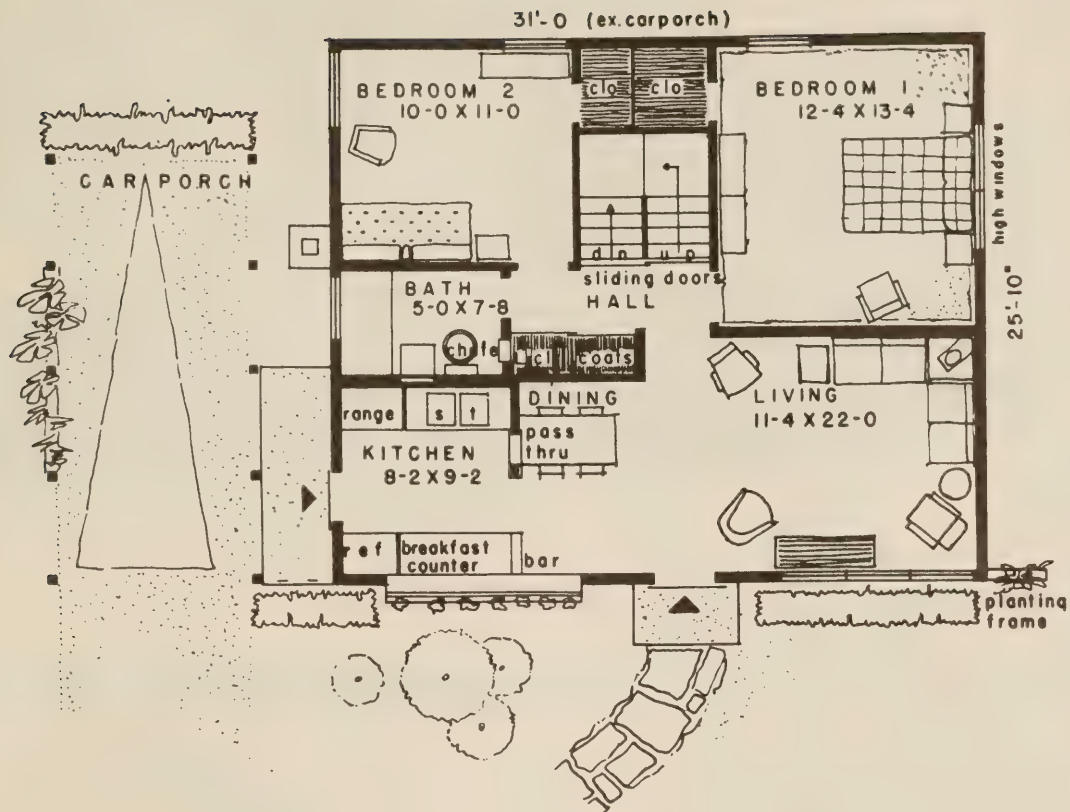 31'-0 (ex. carporch)
BEDROOM 2
10-0 X 11-0
clo
clo
BEDROOM 1
12-4 X 13-4
CAR PORCH
high windows
25'-10"
dn
up
sliding doors
HALL
BATH
5-0 X 7-8
chute
cl
coats
range
s
t
DINING
pass
thru
LIVING
11-4 X 22-0
KITCHEN
8-2 X 9-2
ref
breakfast
counter
bar
planting
frame